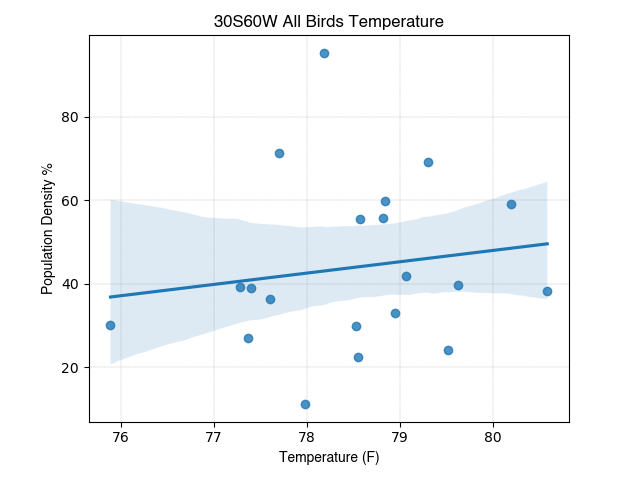 30S60W All Birds Temperature
Population Density %
80
60
40
20
76 77 78 79 80
Temperature (F)